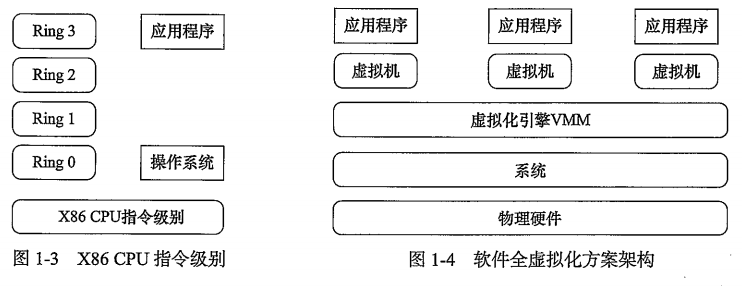 Ring 3
应用程序
Ring 2
Ring 1
Ring 0
操作系统
X86 CPU指令级别
图 1-3 X86 CPU 指令级别
应用程序
应用程序
应用程序
虚拟机
虚拟机
虚拟机
虚拟化引擎VMM
系统
物理硬件
图 1-4 软件全虚拟化方案架构